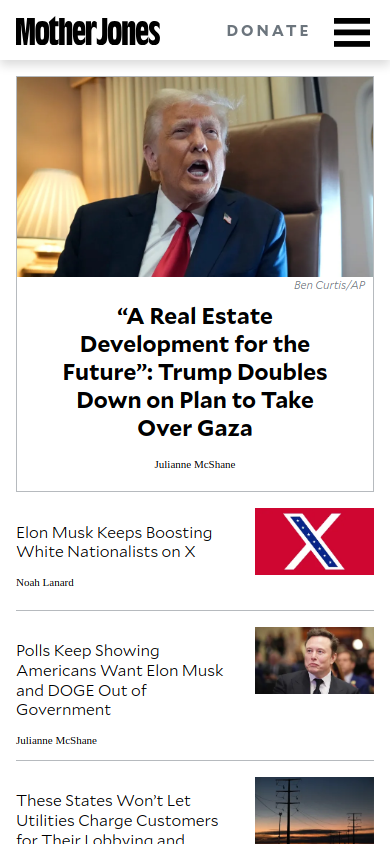 Mother Jones
DONATE
Ben Curtis/AP
“A Real Estate
Development for the
Future”: Trump Doubles
Down on Plan to Take
Over Gaza
Julianne McShane
Elon Musk Keeps Boosting
White Nationalists on X
Noah Lanard
Polls Keep Showing
Americans Want Elon Musk
and DOGE Out of
Government
Julianne McShane
These States Won’t Let
Utilities Charge Customers
for Their Lobbying and